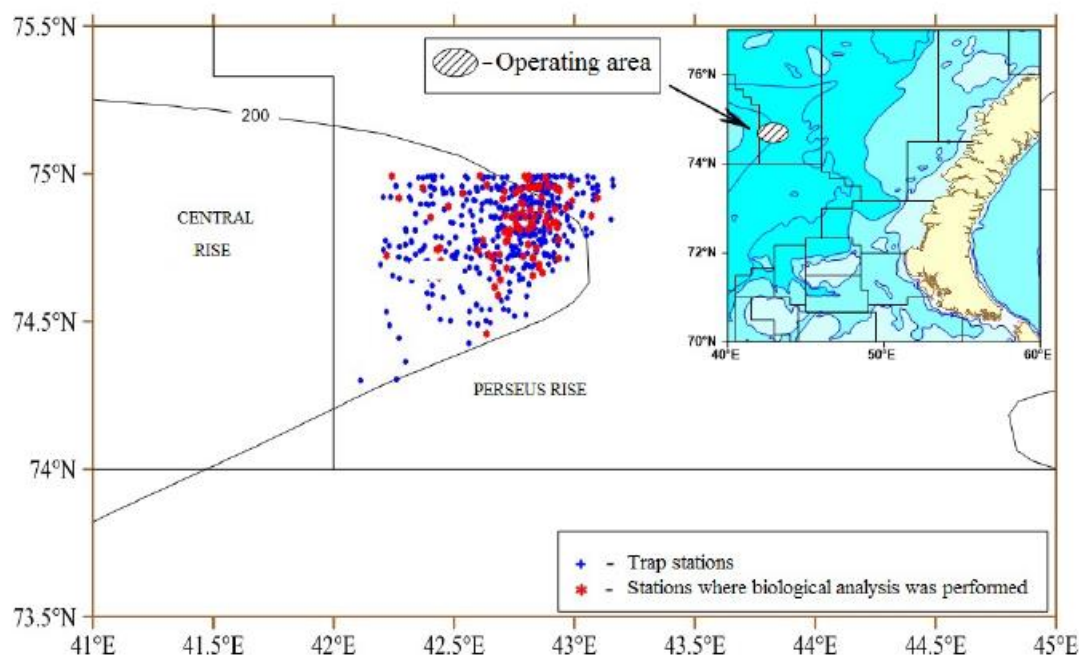 75.5°N
- Operating area
76°N
74°N
72°N
70°N
40°E 50°E 60°E
200
75°N
CENTRAL
RISE
74.5°N
PERSEUS RISE
74°N
- Trap stations
- Stations where biological analysis was performed
73.5°N
41°E 41.5°E 42°E 42.5°E 43°E 43.5°E 44°E 44.5°E 45°E